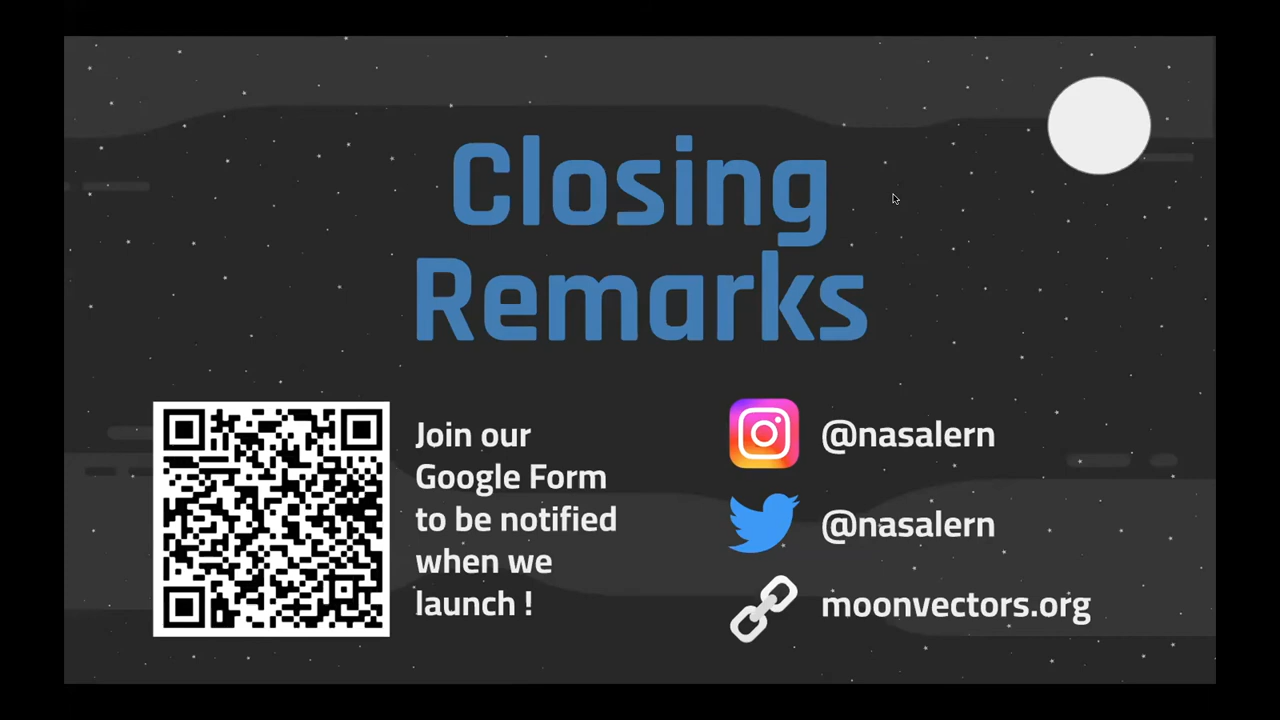 Closing
Remarks
Join our
Google Form
to be notified
when we
launch !
@nasalern
@nasalern
moonvectors.org